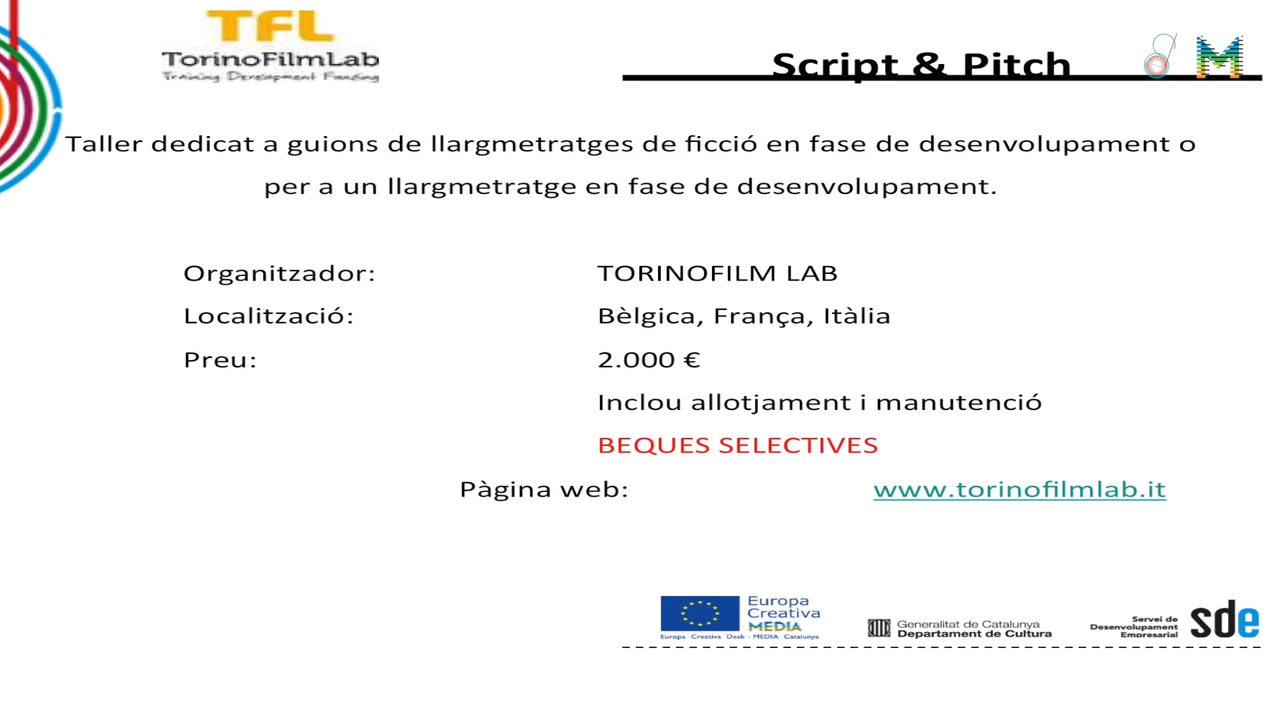 TFL
TorinoFilmLab
Training Development Funding
Script & Pitch
Taller dedicat a guions de llargmetratges de ficció en fase de desenvolupament o
per a un llargmetratge en fase de desenvolupament.
Organitzador: TORINOFILM LAB
Localització: Bèlgica, França, Itàlia
Preu: 2.000 €
Inclou allotjament i manutenció
BEQUES SELECTIVES
Pàgina web: www.torinofilmlab.it
Europa
Creativa
MEDIA
Europa Creativa Desk - MEDIA Catalunya
Generalitat de Catalunya
Departament de Cultura
Servei de
Desenvolupament
Empresarial
sde